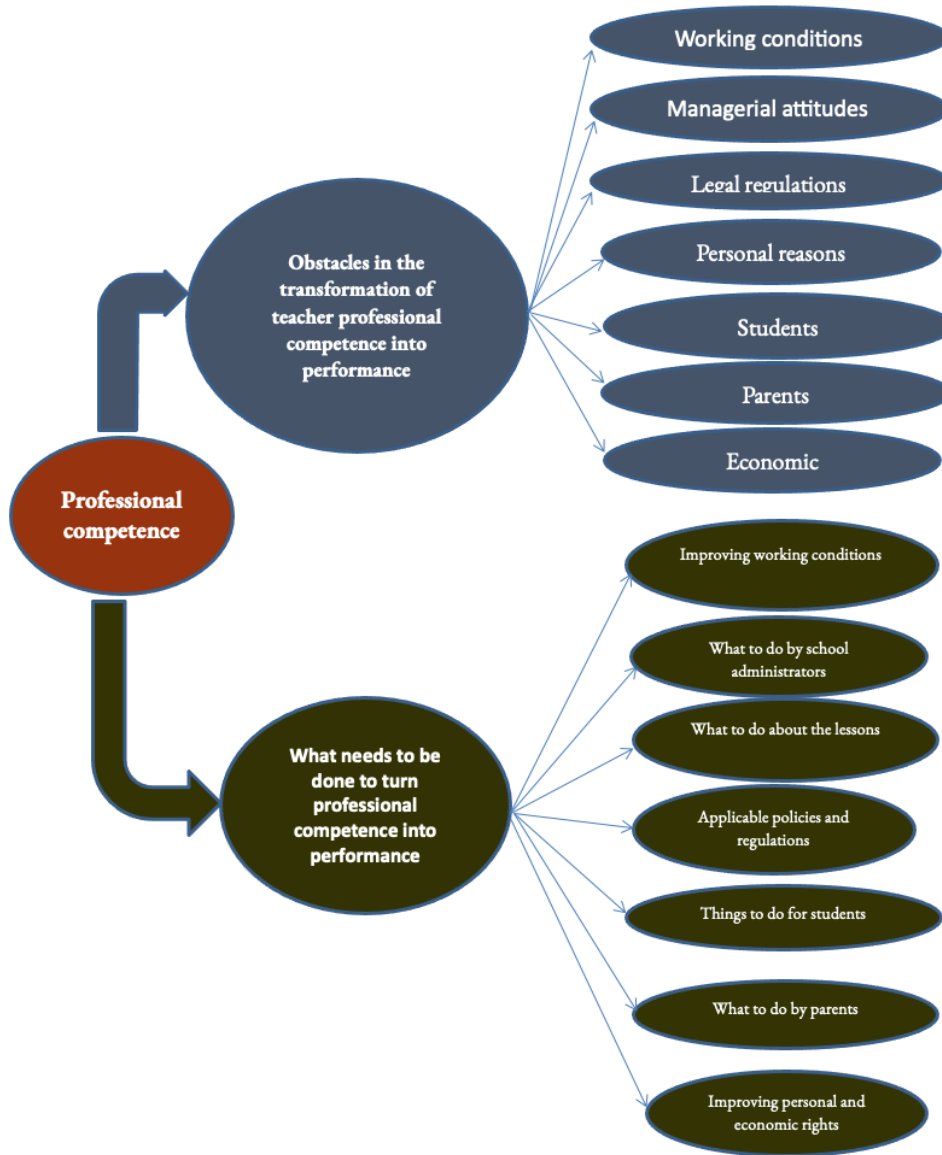 Working conditions
Managerial attitudes
Legal regulations
Personal reasons
Students
Parents
Economic
Obstacles in the
transformation of
teacher professional
competence into
performance
Professional
competence
Improving working conditions
What to do by school
administrators
What to do about the lessons
Applicable policies and
regulations
Things to do for students
What to do by parents
Improving personal and
economic rights
What needs to be
done to turn
professional
competence into
performance